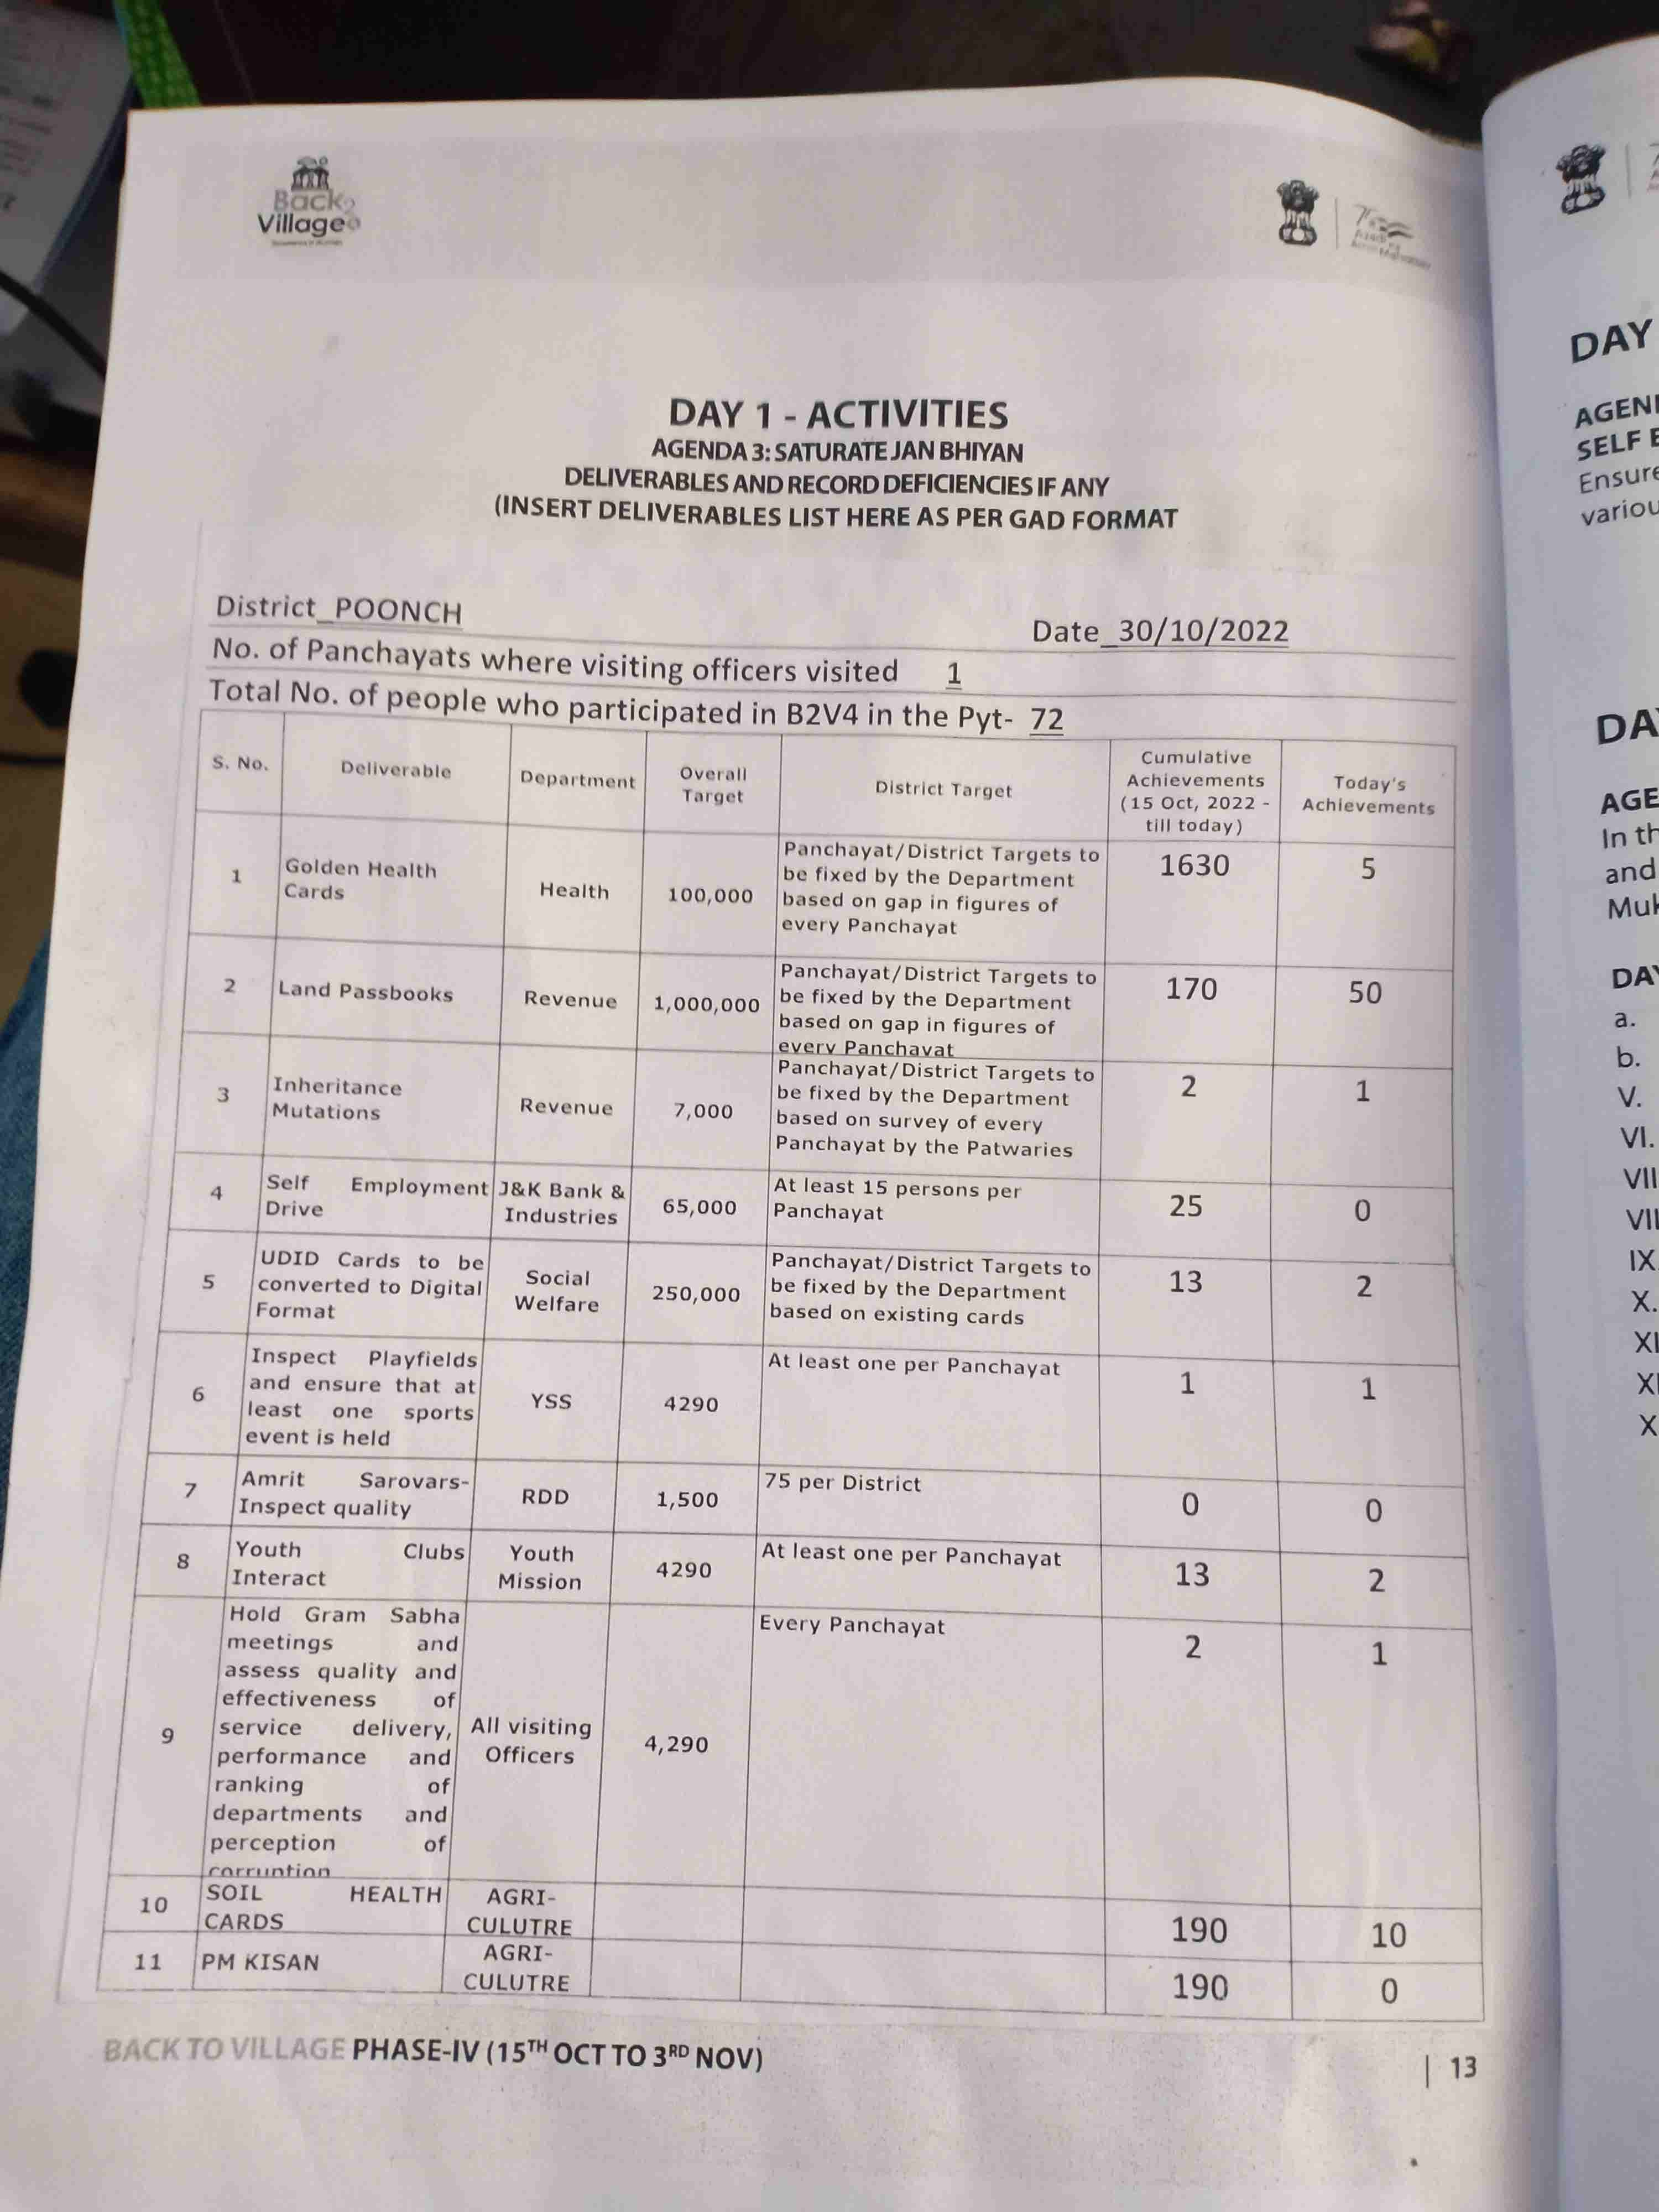 Back
Village
DAY 1 - ACTIVITIES
AGENDA 3: SATURATE JAN BHIYAN
DELIVERABLES AND RECORD DEFICIENCIES IF ANY
(INSERT DELIVERABLES LIST HERE AS PER GAD FORMAT
District_POONCH
Date_30/10/2022
No. of Panchayats where visiting officers visited 1
Total No. of people who participated in B2V4 in the Pyt- 72
S. No.
Deliverable
Department
Overall
Target
District Target
Cumulative
Achievements
(15 Oct, 2022 -
till today)
Today's
Achievements
1
Golden Health
Cards
Health
100,000
Panchayat/District Targets to
be fixed by the Department
based on gap in figures of
every Panchayat
1630
5
2
Land Passbooks
Revenue
1,000,000
Panchayat/District Targets to
be fixed by the Department
based on gap in figures of
every Panchayat
170
50
3
Inheritance
Mutations
Revenue
7,000
Panchayat/District Targets to
be fixed by the Department
based on survey of every
Panchayat by the Patwaries
2
1
4
Self Employment
Drive
J&K Bank &
Industries
65,000
At least 15 persons per
Panchayat
25
0
5
UDID Cards to be
converted to Digital
Format
Social
Welfare
250,000
Panchayat/District Targets to
be fixed by the Department
based on existing cards
13
2
6
Inspect Playfields
and ensure that at
least one sports
event is held
YSS
4290
At least one per Panchayat
1
1
7
Amrit Sarovars-
Inspect quality
RDD
1,500
75 per District
0
0
8
Youth Clubs
Interact
Youth
Mission
4290
At least one per Panchayat
13
2
9
Hold Gram Sabha
meetings and
assess quality and
effectiveness of
service delivery,
performance and
ranking of
departments and
perception of
corruption
All visiting
Officers
4,290
Every Panchayat
2
1
10
SOIL HEALTH
CARDS
AGRI-
CULUTRE
190
10
11
PM KISAN
AGRI-
CULUTRE
190
0
BACK TO VILLAGE PHASE-IV (15TH OCT TO 3RD NOV)
| 13
DAY
SELF
Ensure
AGE
In
and
a.
b.
V.
VI.
IX.
X.